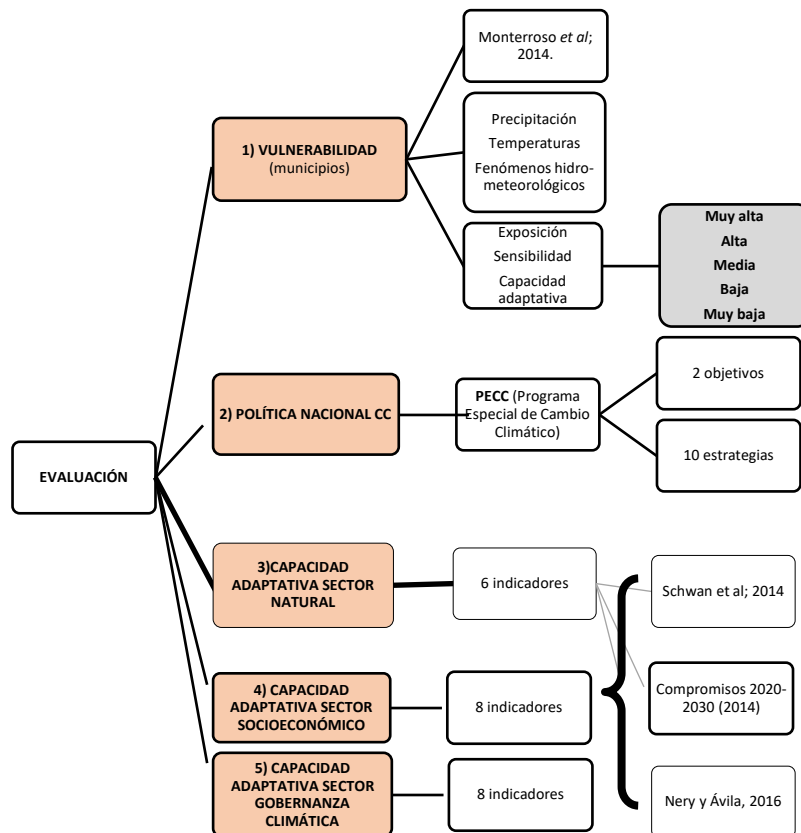 EVALUACIÓN
1) VULNERABILIDAD
(municipios)
Monterroso et al;
2014.
Precipitación
Temperaturas
Fenómenos hidro-
meteorológicos
Exposición
Sensibilidad
Capacidad
adaptativa
Muy alta
Alta
Media
Baja
Muy baja
2) POLÍTICA NACIONAL CC
PECC (Programa
Especial de Cambio
Climático)
2 objetivos
10 estrategias
3)CAPACIDAD
ADAPTATIVA SECTOR
NATURAL
6 indicadores
4) CAPACIDAD
ADAPTATIVA SECTOR
SOCIOECONÓMICO
8 indicadores
5) CAPACIDAD
ADAPTATIVA SECTOR
GOBERNANZA
CLIMÁTICA
8 indicadores
Schwan et al; 2014
Compromisos 2020-
2030 (2014)
Nery y Ávila, 2016